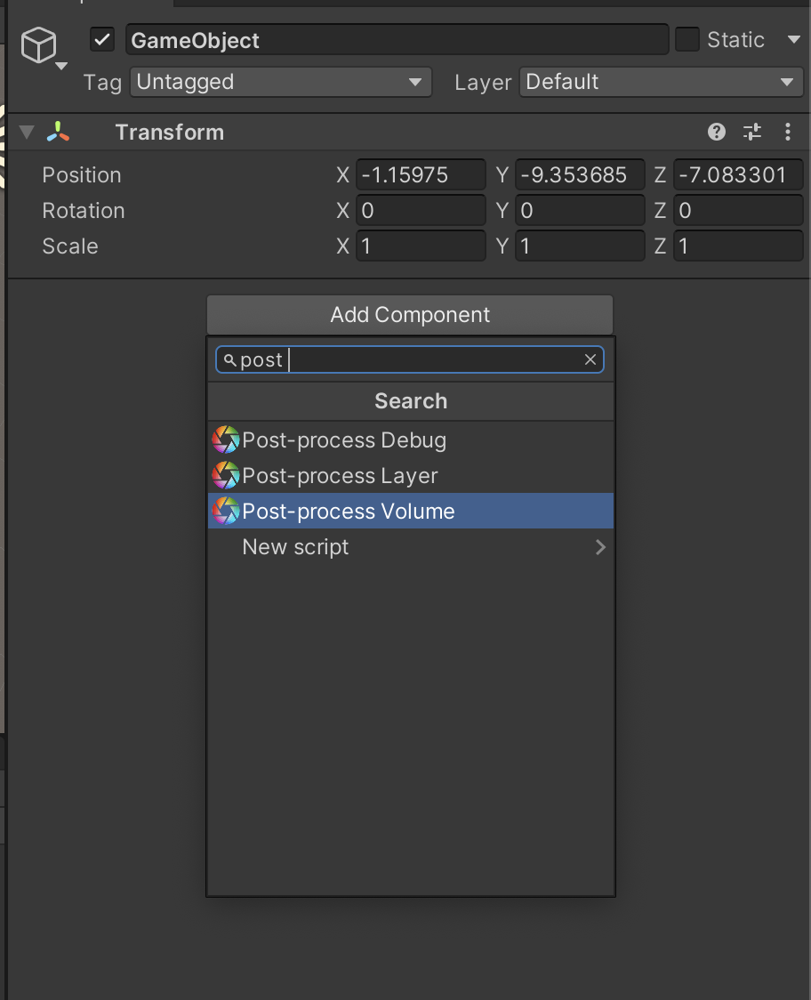 GameObject Static
Tag Untagged Layer Default
Transform
Position X -1.15975 Y -9.353685 Z -7.083301
Rotation X 0 Y 0 Z 0
Scale X 1 Y 1 Z 1
Add Component
post
Search
Post-process Debug
Post-process Layer
Post-process Volume
New script